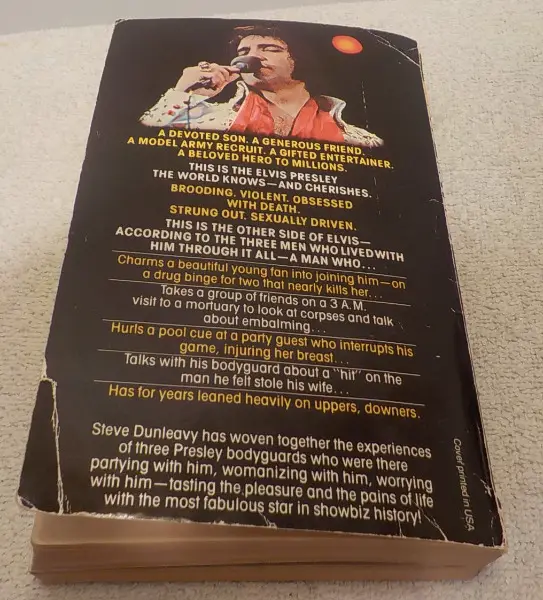 A DEVOTED SON. A GENEROUS FRIEND.
A MODEL ARMY RECRUIT. A GIFTED ENTERTAINER.
A BELOVED HERO TO MILLIONS.
THIS IS THE ELVIS PRESLEY
THE WORLD KNOWS—AND CHERISHES.
BROODING. VIOLENT. OBSESSED
WITH DEATH.
STRUNG OUT. SEXUALLY DRIVEN.
THIS IS THE OTHER SIDE OF ELVIS—
ACCORDING TO THE THREE MEN WHO LIVED WITH
HIM THROUGH IT ALL—A MAN WHO...
Charms a beautiful young fan into joining him—on
a drug binge for two that nearly kills her...
Takes a group of friends on a 3 A.M.
visit to a mortuary to look at corpses and talk
about embalming...
Hurls a pool cue at a party guest who interrupts his
game, injuring her breast...
Talks with his bodyguard about a "hit" on the
man he felt stole his wife...
Has for years leaned heavily on uppers, downers.
Steve Dunleavy has woven together the experiences
of three Presley bodyguards who were there
partying with him, womanizing with him, worrying
with him—tasting the pleasure and the pains of life
with the most fabulous star in showbiz history!
Cover printed in USA